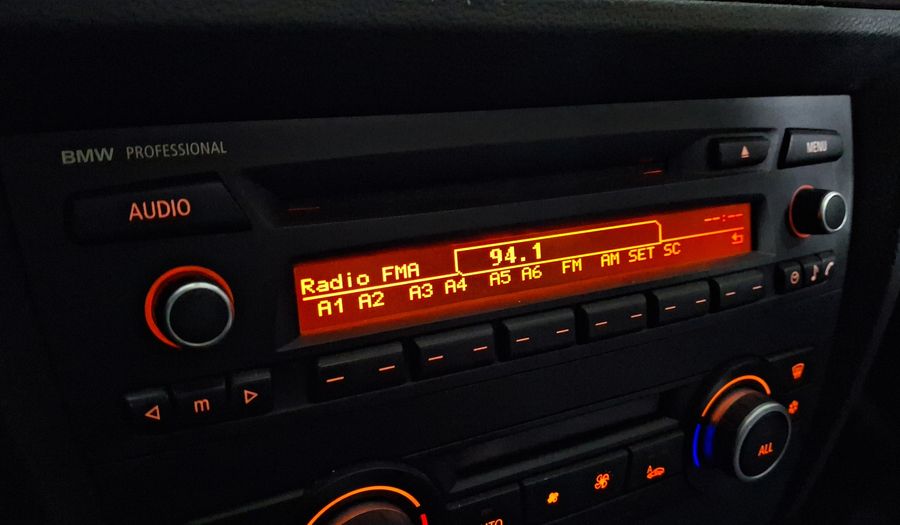 BMW PROFESSIONAL
MENU
AUDIO
--:--
Radio FMA 94.1
A1 A2 A3 A4 A5 A6 FM AM SET SC
m
ALL